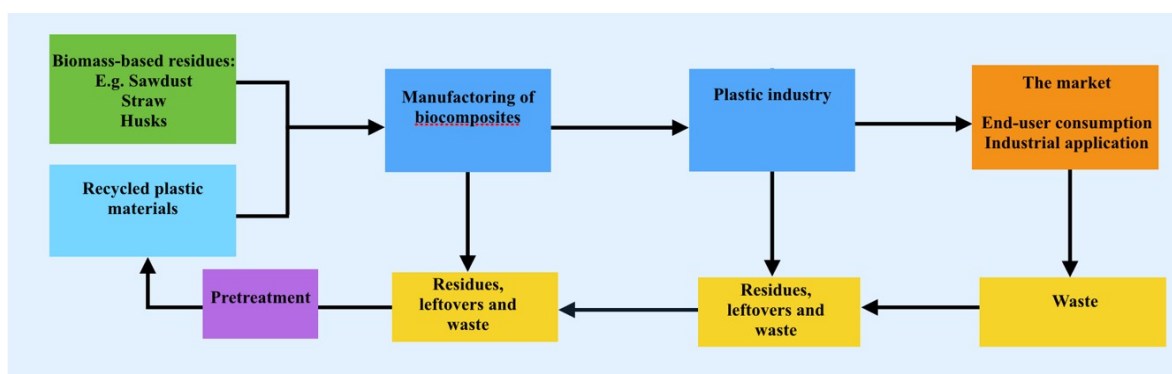 Biomass-based residues:
E.g. Sawdust
Straw
Husks
Manufactoring of
biocomposites
Plastic industry
The market
End-user consumption
Industrial application
Recycled plastic
materials
Pretreatment
Residues,
leftovers and
waste
Residues,
leftovers and
waste
Waste